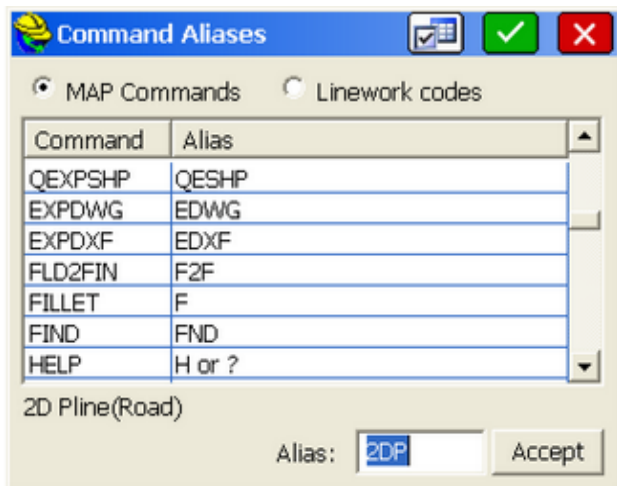 Command Aliases
MAP Commands Linework codes
Command Alias
QEXPSHP QESHP
EXPDWG EDWG
EXPDXF EDXF
FLD2FIN F2F
FILLET F
FIND FND
HELP H or ?
2D Pline(Road)
Alias: 2DP Accept